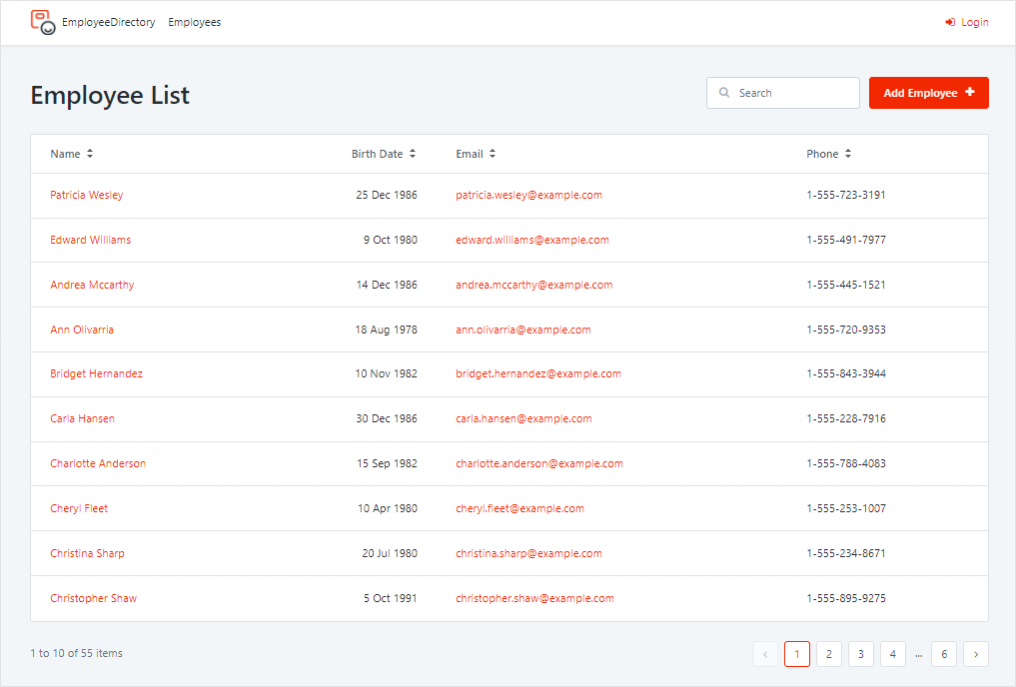 EmployeeDirectory Employees Login
Employee List Search Add Employee +
Name Birth Date Email Phone
Patricia Wesley 25 Dec 1986 patricia.wesley@example.com 1-555-723-3191
Edward Williams 9 Oct 1980 edward.williams@example.com 1-555-491-7977
Andrea Mccarthy 14 Dec 1986 andrea.mccarthy@example.com 1-555-445-1521
Ann Olivarria 18 Aug 1978 ann.olivarria@example.com 1-555-720-9353
Bridget Hernandez 10 Nov 1982 bridget.hernandez@example.com 1-555-843-3944
Carla Hansen 30 Dec 1986 carla.hansen@example.com 1-555-228-7916
Charlotte Anderson 15 Sep 1982 charlotte.anderson@example.com 1-555-788-4083
Cheryl Fleet 10 Apr 1980 cheryl.fleet@example.com 1-555-253-1007
Christina Sharp 20 Jul 1980 christina.sharp@example.com 1-555-234-8671
Christopher Shaw 5 Oct 1991 christopher.shaw@example.com 1-555-895-9275
1 to 10 of 55 items ‹ 1 2 3 4 ... 6 ›